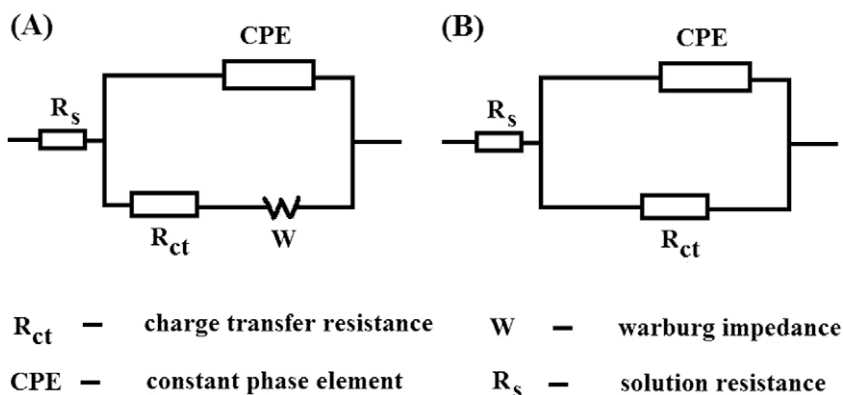 (A) (B)
CPE CPE
Rs Rs
Rct W Rct
Rct – charge transfer resistance W – warburg impedance
CPE – constant phase element Rs – solution resistance